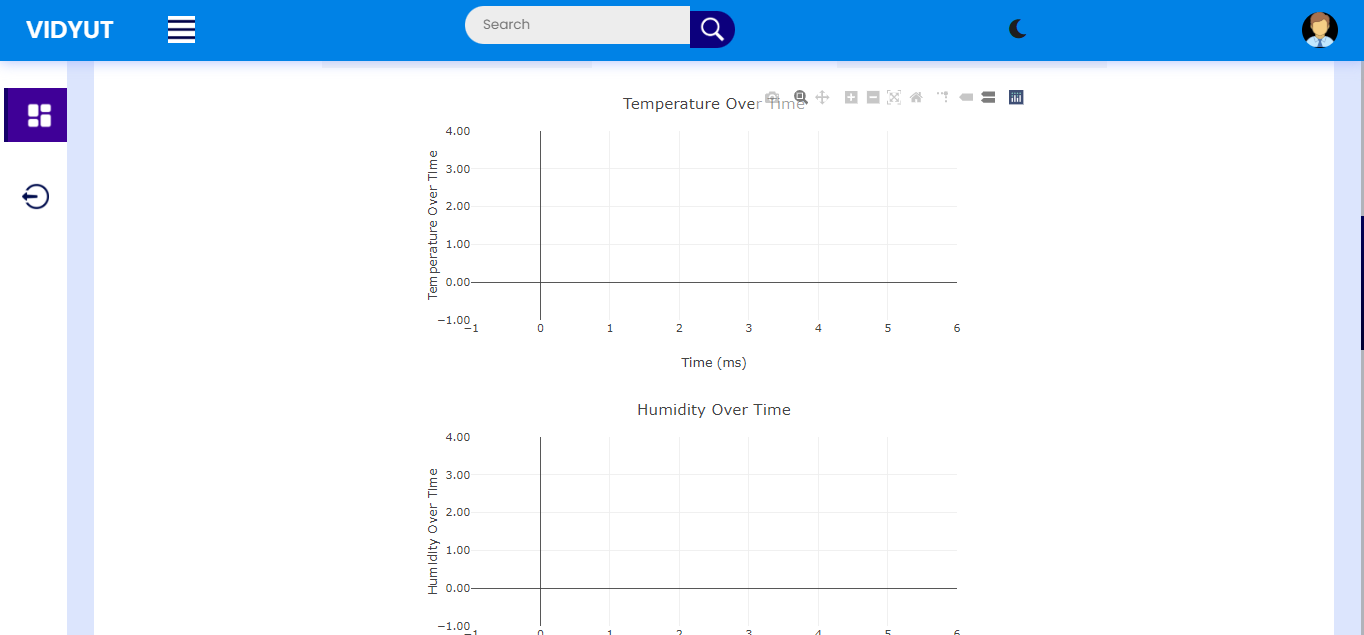 VIDYUT
Search
Temperature Over Time
Temperature Over Time
4.00
3.00
2.00
1.00
0.00
−1.00
−1 0 1 2 3 4 5 6
Time (ms)
Humidity Over Time
Humidity Over Time
4.00
3.00
2.00
1.00
0.00
−1.00
−1 0 1 2 3 4 5 6